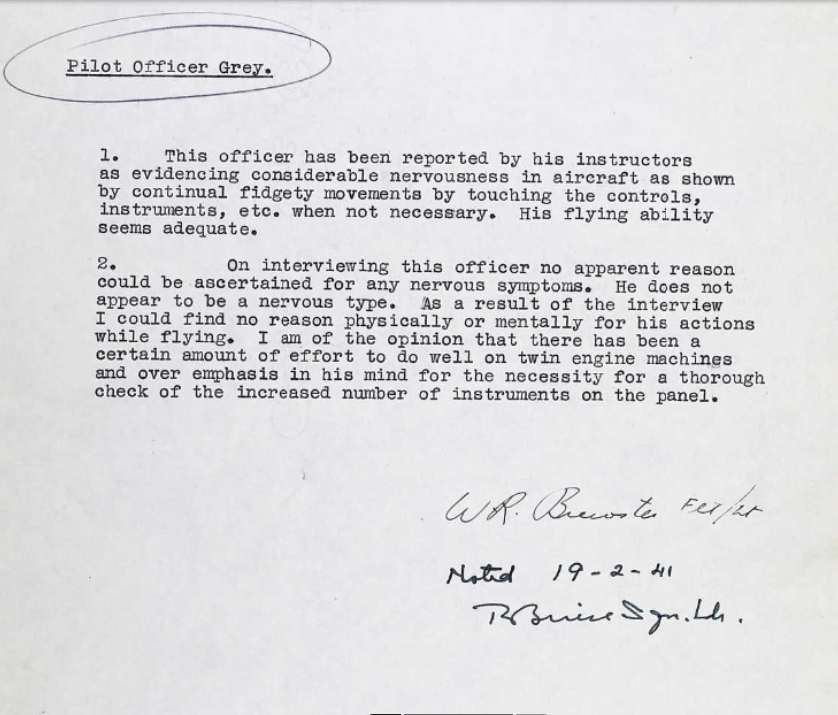 Pilot Officer Grey.
1. This officer has been reported by his instructors
as evidencing considerable nervousness in aircraft as shown
by continual fidgety movements by touching the controls,
instruments, etc. when not necessary. His flying ability
seems adequate.
2. On interviewing this officer no apparent reason
could be ascertained for any nervous symptoms. He does not
appear to be a nervous type. As a result of the interview
I could find no reason physically or mentally for his actions
while flying. I am of the opinion that there has been a
certain amount of effort to do well on twin engine machines
and over emphasis in his mind for the necessity for a thorough
check of the increased number of instruments on the panel.
W.R. Brewster
Noted 19-2-41